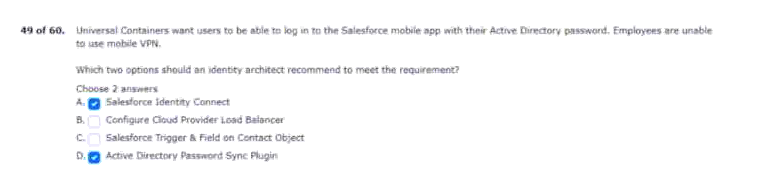 49 of 60. Universal Containers want users to be able to log in to the Salesforce mobile app with their Active Directory password. Employees are unable
to use mobile VPN.
Which two options should an identity architect recommend to meet the requirement?
Choose 2 answers
A. Salesforce Identity Connect
B. Configure Cloud Provider Load Balancer
C. Salesforce Trigger & Field on Contact Object
D. Active Directory Password Sync Plugin